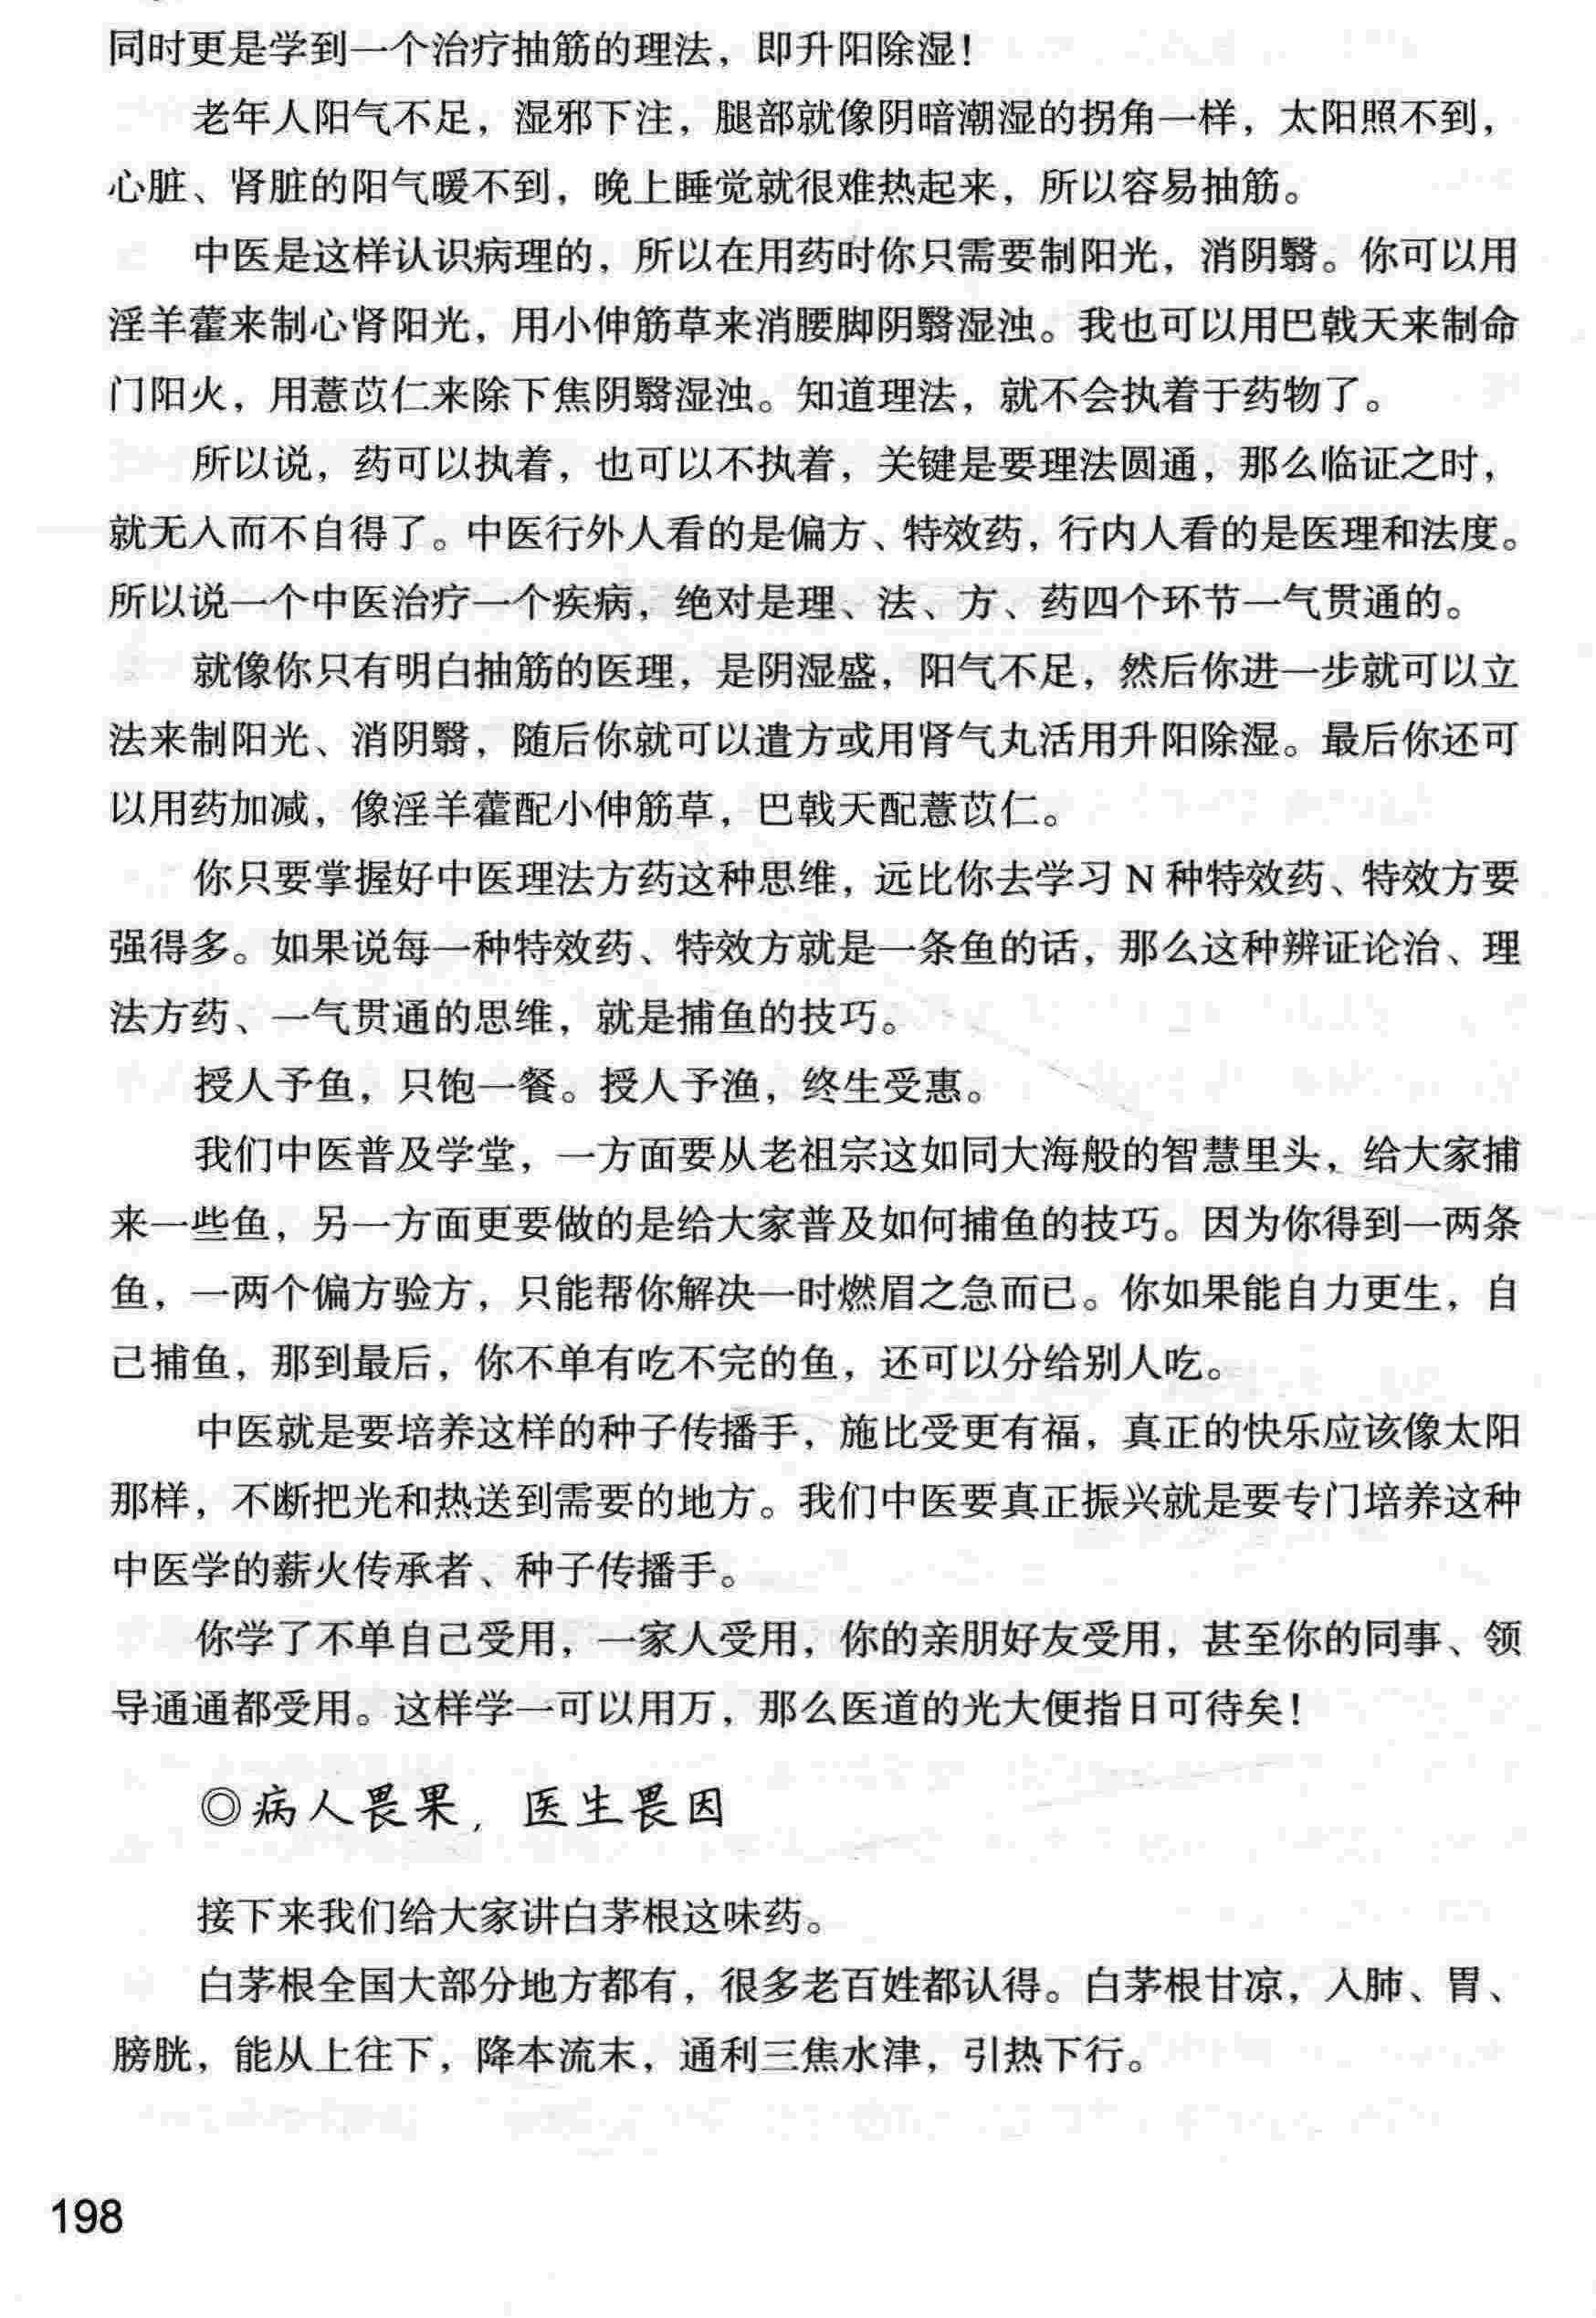 同时更是学到一个治疗抽筋的理法，即升阳除湿！
老年人阳气不足，湿邪下注，腿部就像阴暗潮湿的拐角一样，太阳照不到，
心脏、肾脏的阳气暖不到，晚上睡觉就很难热起来，所以容易抽筋。
中医是这样认识病理的，所以在用药时你只需要制阳光，消阴翳。你可以用
淫羊藿来制心肾阳光，用小伸筋草来消腰脚阴翳湿浊。我也可以用巴戟天来制命
门阳火，用薏苡仁来除下焦阴翳湿浊。知道理法，就不会执着于药物了。
所以说，药可以执着，也可以不执着，关键是要理法圆通，那么临证之时，
就无入而不自得了。中医行外人看的是偏方、特效药，行内人看的是医理和法度。
所以说一个中医治疗一个疾病，绝对是理、法、方、药四个环节一气贯通的。
就像你只有明白抽筋的医理，是阴湿盛，阳气不足，然后你进一步就可以立
法来制阳光、消阴翳，随后你就可以遣方或用肾气丸活用升阳除湿。最后你还可
以用药加减，像淫羊藿配小伸筋草，巴戟天配薏苡仁。
你只要掌握好中医理法方药这种思维，远比你去学习 N 种特效药、特效方要
强得多。如果说每一种特效药、特效方就是一条鱼的话，那么这种辨证论治、理
法方药、一气贯通的思维，就是捕鱼的技巧。
授人予鱼，只饱一餐。授人予渔，终生受惠。
我们中医普及学堂，一方面要从老祖宗这如同大海般的智慧里头，给大家捕
来一些鱼，另一方面更要做的是给大家普及如何捕鱼的技巧。因为你得到一两条
鱼，一两个偏方验方，只能帮你解决一时燃眉之急而已。你如果能自力更生，自
己捕鱼，那到最后，你不单有吃不完的鱼，还可以分给别人吃。
中医就是要培养这样的种子传播手，施比受更有福，真正的快乐应该像太阳
那样，不断把光和热送到需要的地方。我们中医要真正振兴就是要专门培养这种
中医学的薪火传承者、种子传播手。
你学了不单自己受用，一家人受用，你的亲朋好友受用，甚至你的同事、领
导通通都受用。这样学一可以用万，那么医道的光大便指日可待矣！
◎病人畏果，医生畏因
接下来我们给大家讲白茅根这味药。
白茅根全国大部分地方都有，很多老百姓都认得。白茅根甘凉，入肺、胃、
膀胱，能从上往下，降本流末，通利三焦水津，引热下行。
198